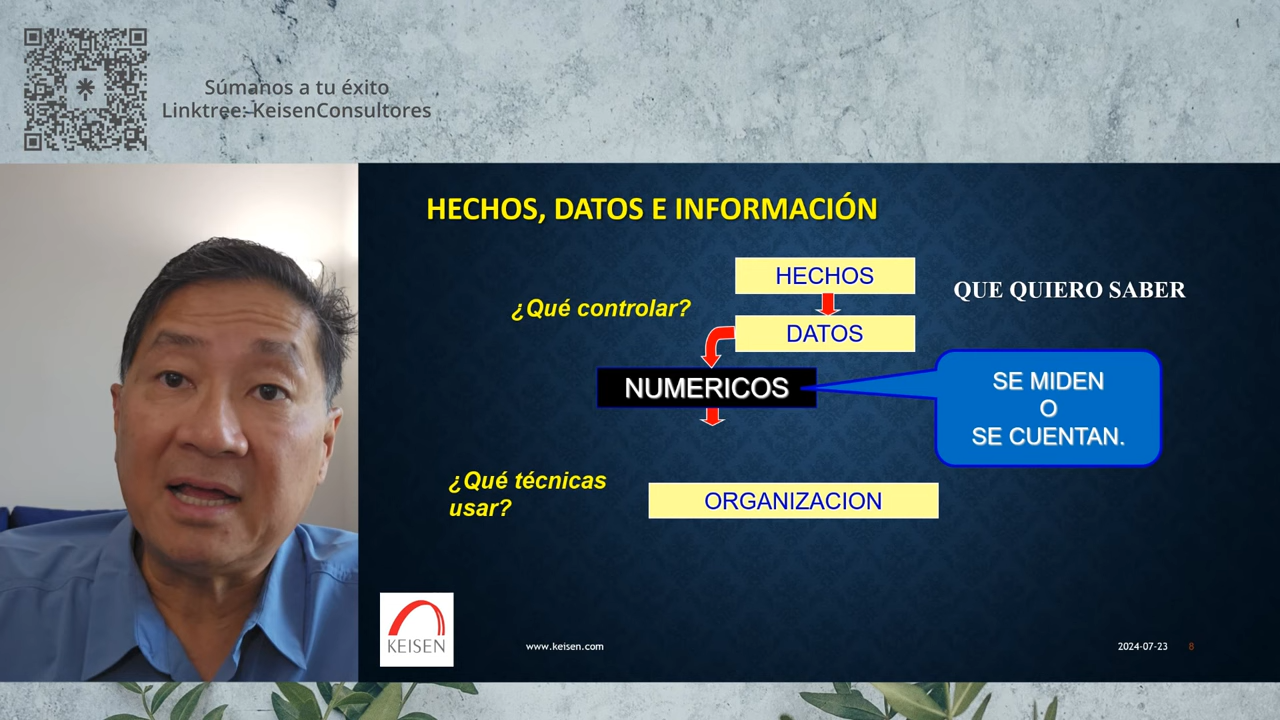 Súmanos a tu éxito
Linktree: KeisenConsultores
HECHOS, DATOS E INFORMACIÓN
HECHOS
QUE QUIERO SABER
¿Qué controlar?
DATOS
NUMERICOS
SE MIDEN
O
SE CUENTAN.
¿Qué técnicas
usar?
ORGANIZACION
KEISEN
www.keisen.com
2024-07-23
8